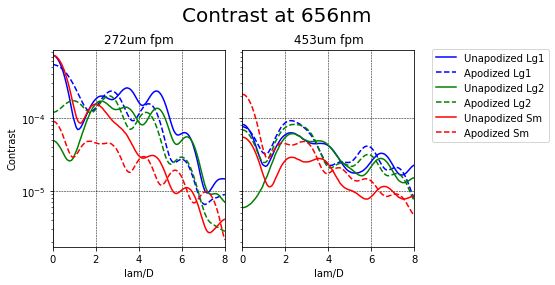 Contrast at 656nm
272um fpm
453um fpm
Contrast
10⁻⁴
10⁻⁵
0 2 4 6 8
0 2 4 6 8
lam/D
lam/D
Unapodized Lg1
Apodized Lg1
Unapodized Lg2
Apodized Lg2
Unapodized Sm
Apodized Sm